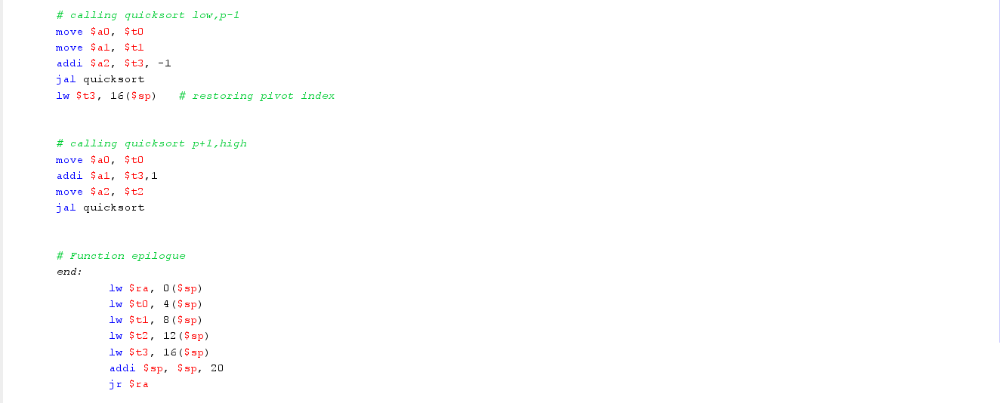 # calling quicksort low,p-1
move $a0, $t0
move $a1, $t1
addi $a2, $t3, -1
jal quicksort
lw $t3, 16($sp)   # restoring pivot index
# calling quicksort p+1,high
move $a0, $t0
addi $a1, $t3,1
move $a2, $t2
jal quicksort
# Function epilogue
end:
lw $ra, 0($sp)
lw $t0, 4($sp)
lw $t1, 8($sp)
lw $t2, 12($sp)
lw $t3, 16($sp)
addi $sp, $sp, 20
jr $ra